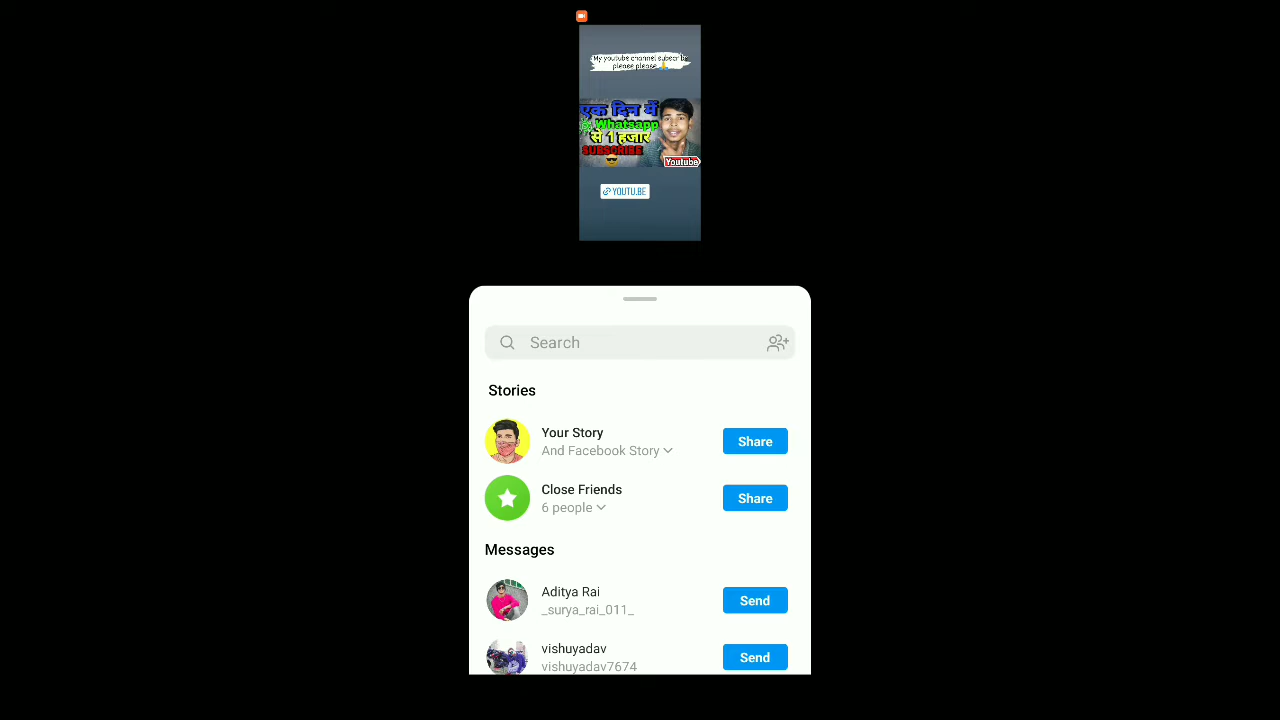 My youtube channel subscribe
please please 🙏
एक दिन में
Whatsapp
से 1 हजार
SUBSCRIBE
Youtube
YOUTU.BE
Search
Stories
Your Story
And Facebook Story
Share
Close Friends
6 people
Share
Messages
Aditya Rai
_surya_rai_011_
Send
vishuyadav
vishuyadav7674
Send